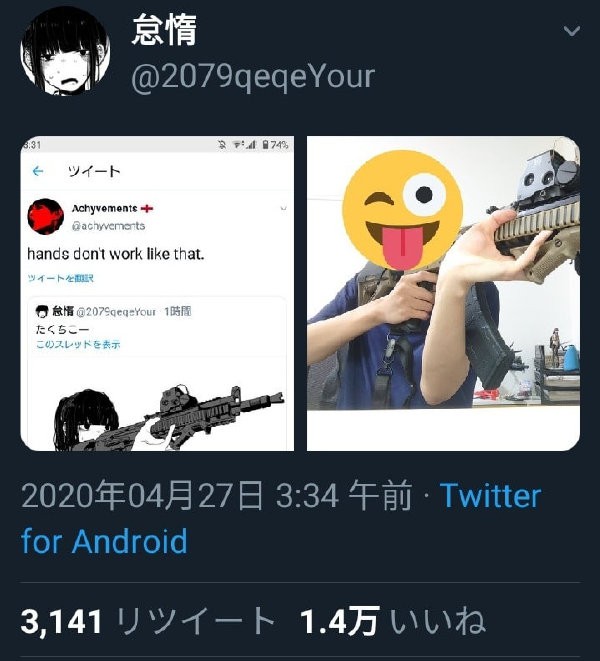 怠惰
@2079qeqeYour
3:31
74%
ツイート
Achyvements
@achyvements
hands don't work like that.
ツイートを翻訳
怠惰 @2079qeqeYour 1時間
たくちこー
このスレッドを表示
2020年04月27日 3:34 午前 · Twitter
for Android
3,141 リツイート 1.4万 いいね